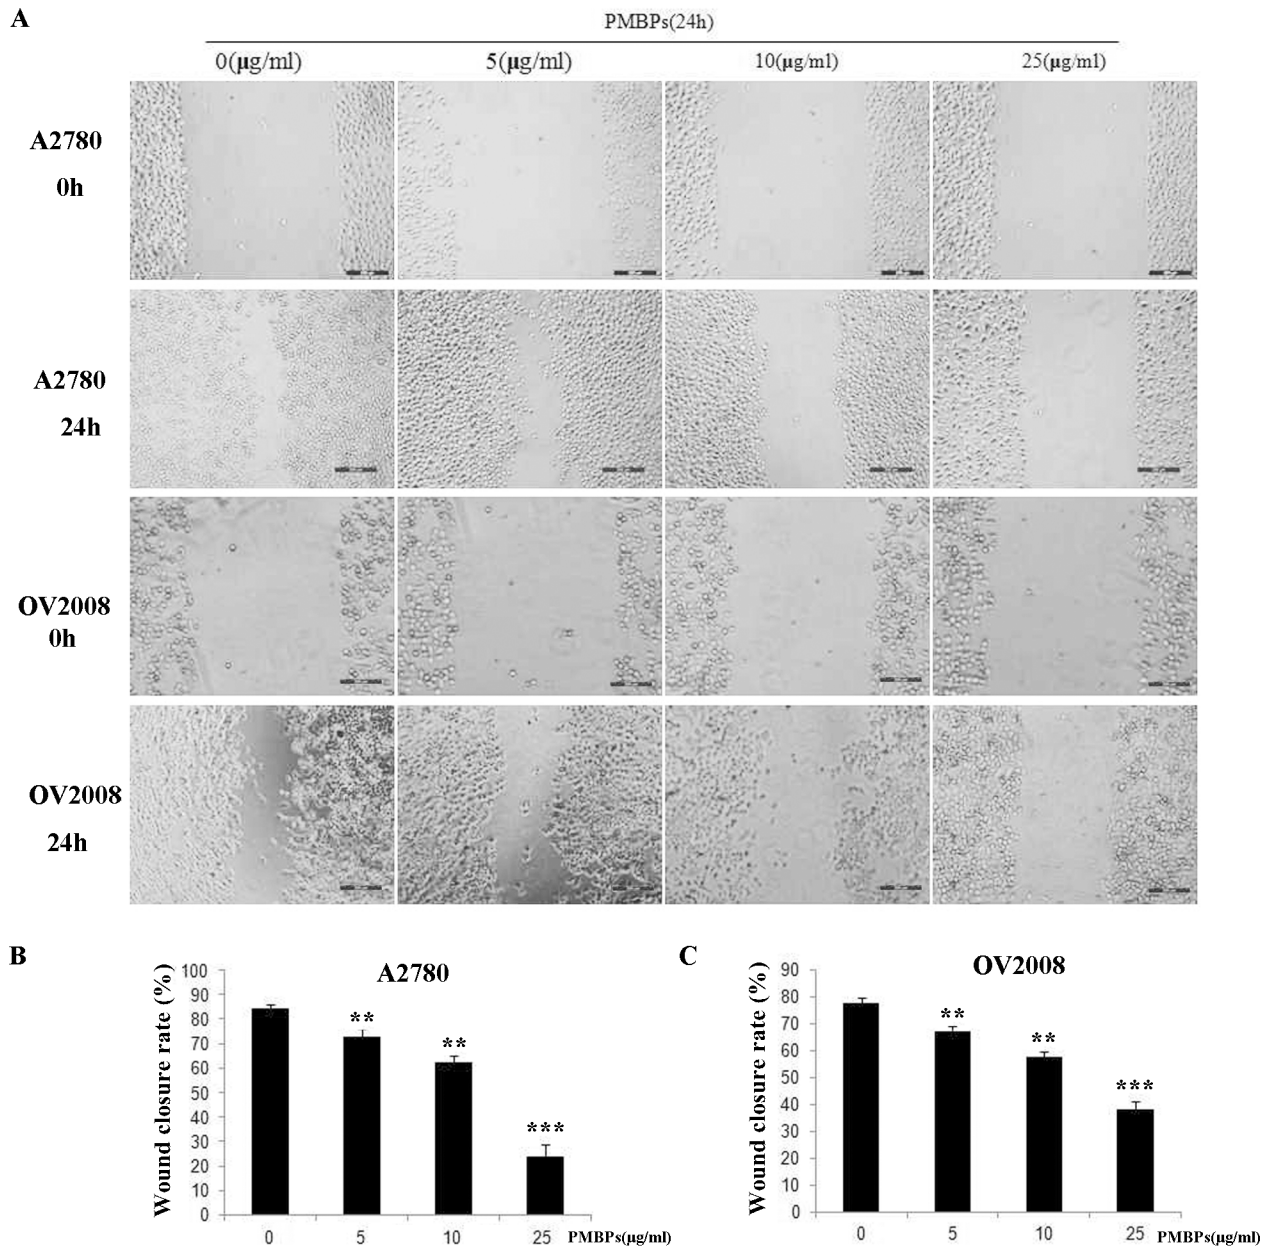 A
PMBPs(24h)
0(μg/ml) 5(μg/ml) 10(μg/ml) 25(μg/ml)
A2780
0h
A2780
24h
OV2008
0h
OV2008
24h
B
A2780
Wound closure rate (%)
100
90
80
70
60
50
40
30
20
10
0
**
**
***
0 5 10 25 PMBPs(μg/ml)
C
OV2008
Wound closure rate (%)
90
80
70
60
50
40
30
20
10
0
**
**
***
0 5 10 25 PMBPs(μg/ml)